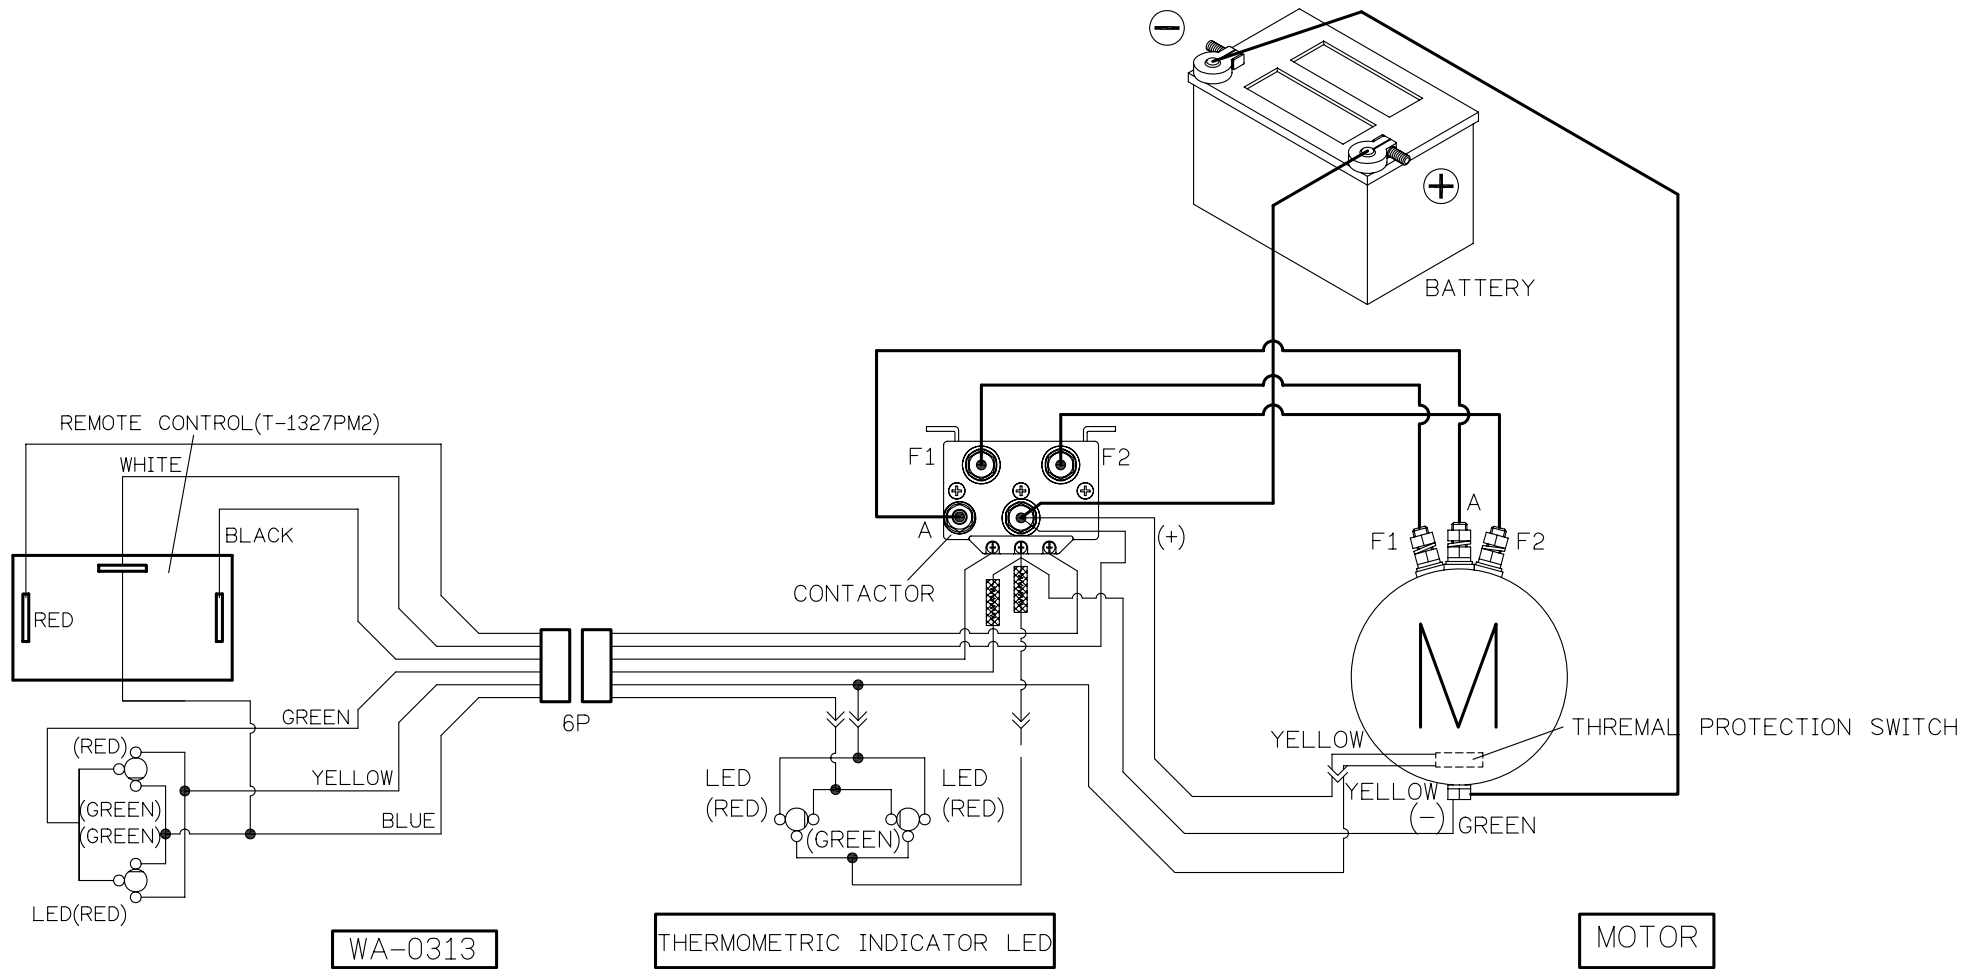 BATTERY
REMOTE CONTROL(T-1327PM2)
WHITE
BLACK
RED
F1
F2
A
(+)
CONTACTOR
A
F1
F2
M
6P
GREEN
(RED)
YELLOW
(GREEN)
(GREEN)
BLUE
LED(RED)
LED
(RED)
LED
(RED)
(GREEN)
YELLOW
THREMAL PROTECTION SWITCH
YELLOW
(-)
GREEN
WA-0313
THERMOMETRIC INDICATOR LED
MOTOR